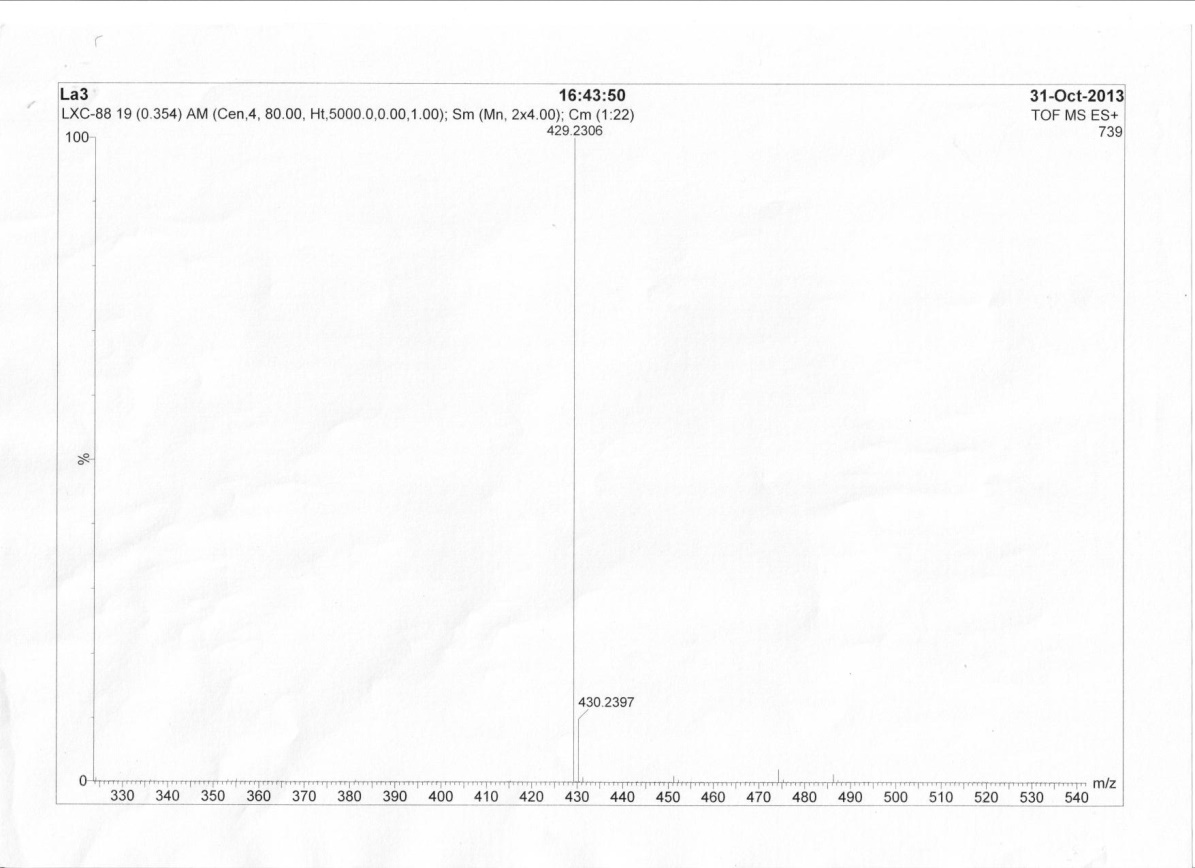 La3 16:43:50 31-Oct-2013
LXC-88 19 (0.354) AM (Cen,4, 80.00, Ht,5000.0,0.00,1.00); Sm (Mn, 2x4.00); Cm (1:22) TOF MS ES+
100 429.2306 739
%
430.2397
0 m/z
330 340 350 360 370 380 390 400 410 420 430 440 450 460 470 480 490 500 510 520 530 540